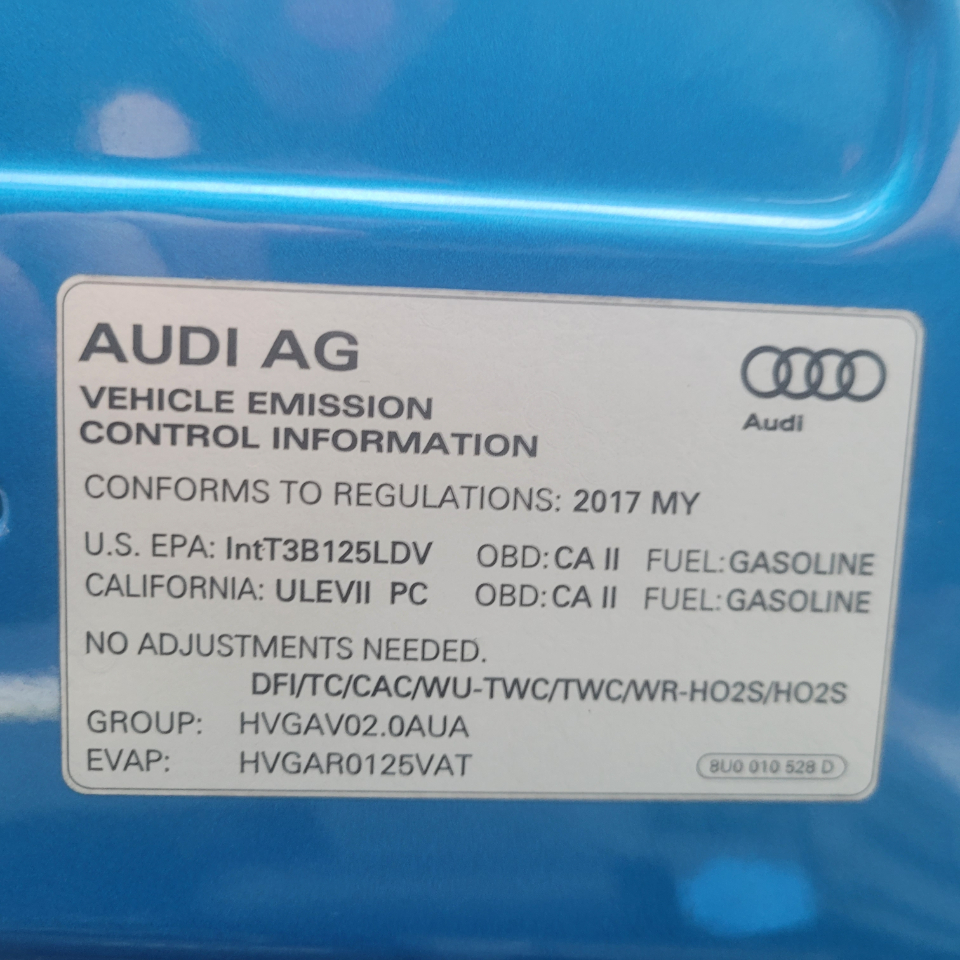 AUDI AG
Audi
VEHICLE EMISSION
CONTROL INFORMATION
CONFORMS TO REGULATIONS: 2017 MY
U.S. EPA: IntT3B125LDV OBD: CA II FUEL: GASOLINE
CALIFORNIA: ULEVII PC OBD: CA II FUEL: GASOLINE
NO ADJUSTMENTS NEEDED.
DFI/TC/CAC/WU-TWC/TWC/WR-HO2S/HO2S
GROUP: HVGAV02.0AUA
EVAP: HVGAR0125VAT
8U0 010 528 D